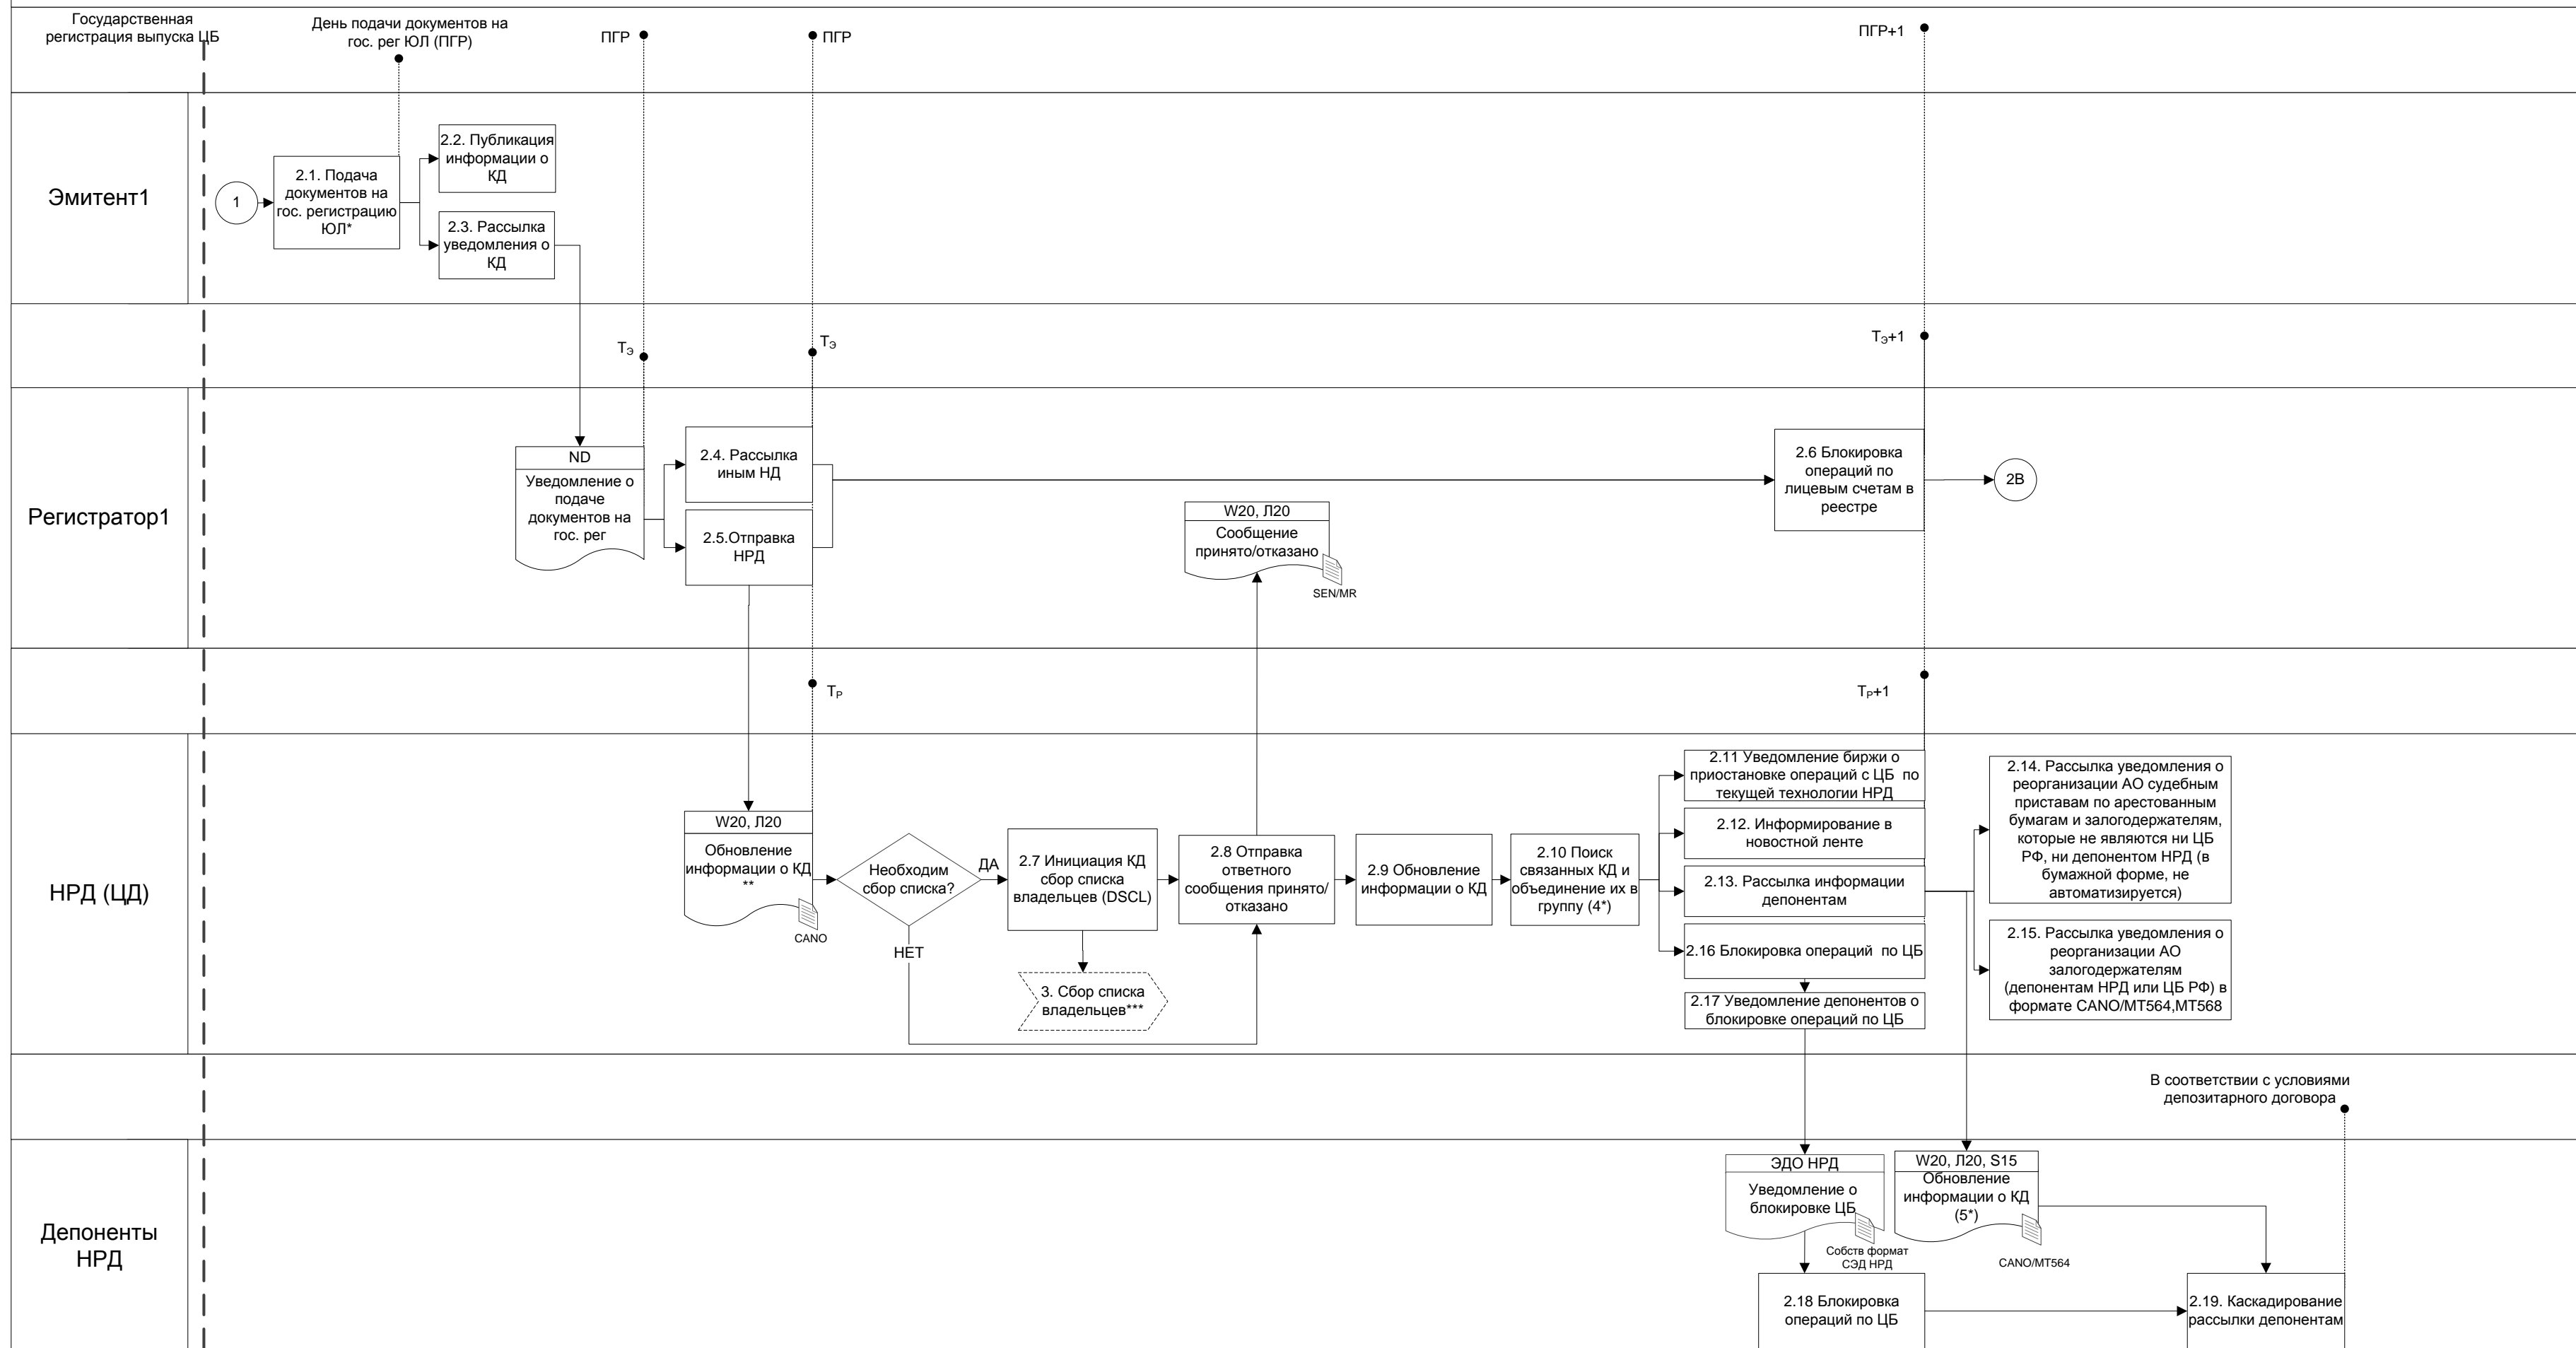 Государственная
регистрация выпуска ЦБ
День подачи документов на
гос. рег ЮЛ (ПГР)
ПГР
ПГР
ПГР+1
Эмитент1
1
2.1. Подача
документов на
гос. регистрацию
ЮЛ*
2.2. Публикация
информации о
КД
2.3. Рассылка
уведомления о
КД
TЭ
TЭ
TЭ+1
Регистратор1
ND
Уведомление о
подаче
документов на
гос. рег
2.4. Рассылка
иным НД
2.5.Отправка
НРД
W20, Л20
Сообщение
принято/отказано
SEN/MR
2.6 Блокировка
операций по
лицевым счетам в
реестре
2В
TР
TР+1
НРД (ЦД)
W20, Л20
Обновление
информации о КД
**
CANO
Необходим
сбор списка?
ДА
НЕТ
2.7 Инициация КД
сбор списка
владельцев (DSCL)
3. Сбор списка
владельцев***
2.8 Отправка
ответного
сообщения принято/
отказано
2.9 Обновление
информации о КД
2.10 Поиск
связанных КД и
объединение их в
группу (4*)
2.11 Уведомление биржи о
приостановке операций с ЦБ по
текущей технологии НРД
2.12. Информирование в
новостной ленте
2.13. Рассылка информации
депонентам
2.16 Блокировка операций по ЦБ
2.17 Уведомление депонентов о
блокировке операций по ЦБ
2.14. Рассылка уведомления о
реорганизации АО судебным
приставам по арестованным
бумагам и залогодержателям,
которые не являются ни ЦБ
РФ, ни депонентом НРД (в
бумажной форме, не
автоматизируется)
2.15. Рассылка уведомления о
реорганизации АО
залогодержателям
(депонентам НРД или ЦБ РФ) в
формате CANO/MT564,MT568
В соответствии с условиями
депозитарного договора
Депоненты
НРД
ЭДО НРД
Уведомление о
блокировке ЦБ
Собств формат
СЭД НРД
W20, Л20, S15
Обновление
информации о КД
(5*)
CANO/MT564
2.18 Блокировка
операций по ЦБ
2.19. Каскадирование
рассылки депонентам